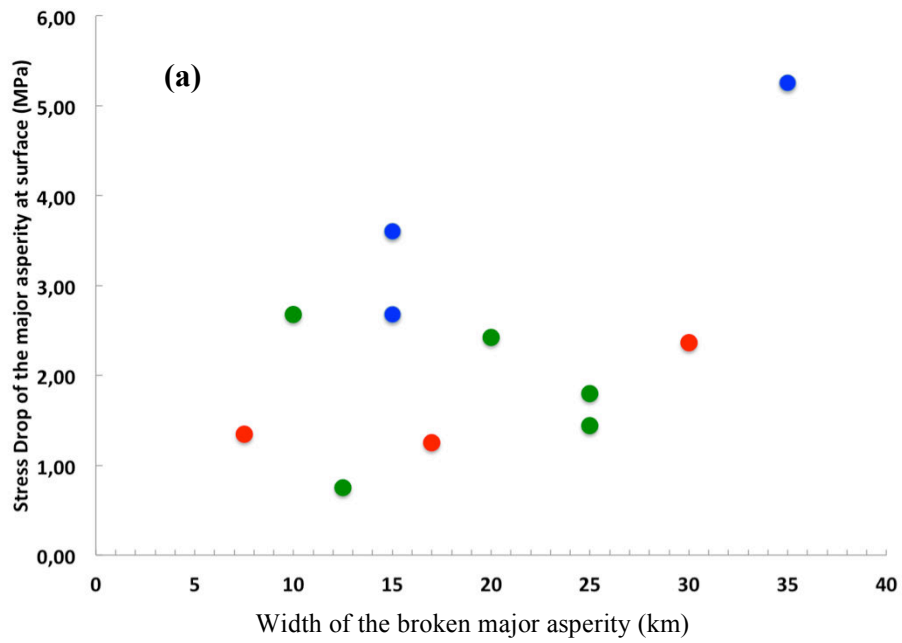 6,00
(a)
5,00
4,00
3,00
2,00
1,00
0,00
Stress Drop of the major asperity at surface (MPa)
0 5 10 15 20 25 30 35 40
Width of the broken major asperity (km)